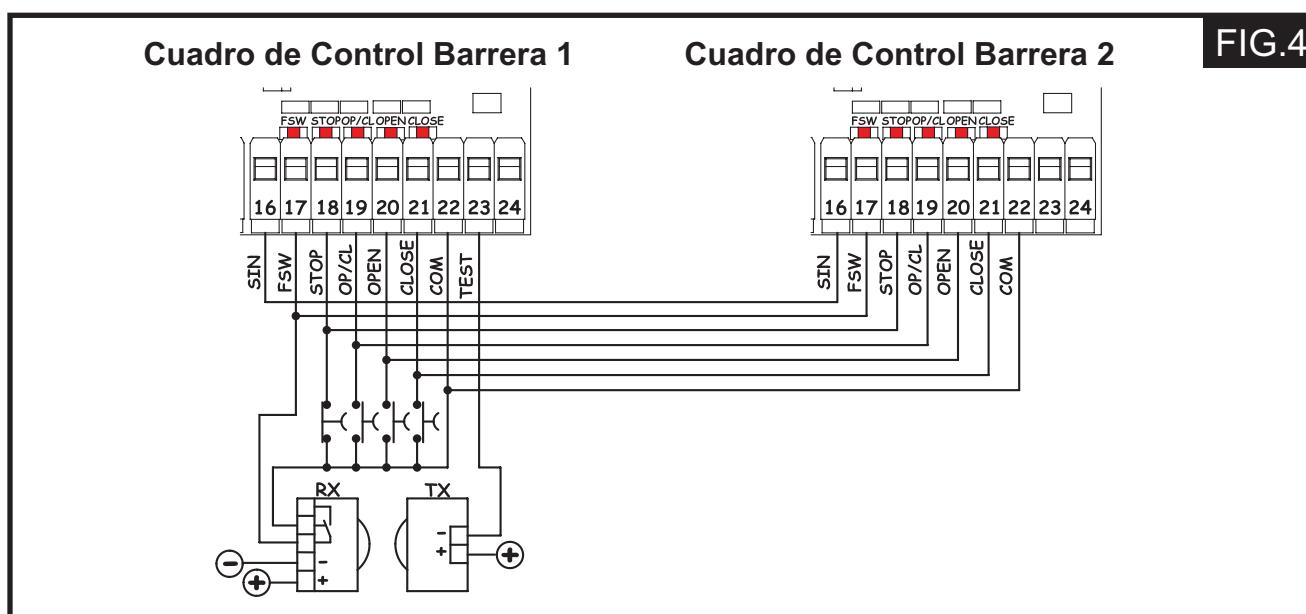 FIG.4
Cuadro de Control Barrera 1
Cuadro de Control Barrera 2
FSW STOP OP/CL OPEN CLOSE
16 17 18 19 20 21 22 23 24
SIN
FSW
STOP
OP/CL
OPEN
CLOSE
COM
TEST
FSW STOP OP/CL OPEN CLOSE
16 17 18 19 20 21 22 23 24
SIN
FSW
STOP
OP/CL
OPEN
CLOSE
COM
RX
-
+
-
+
TX
-
+
+